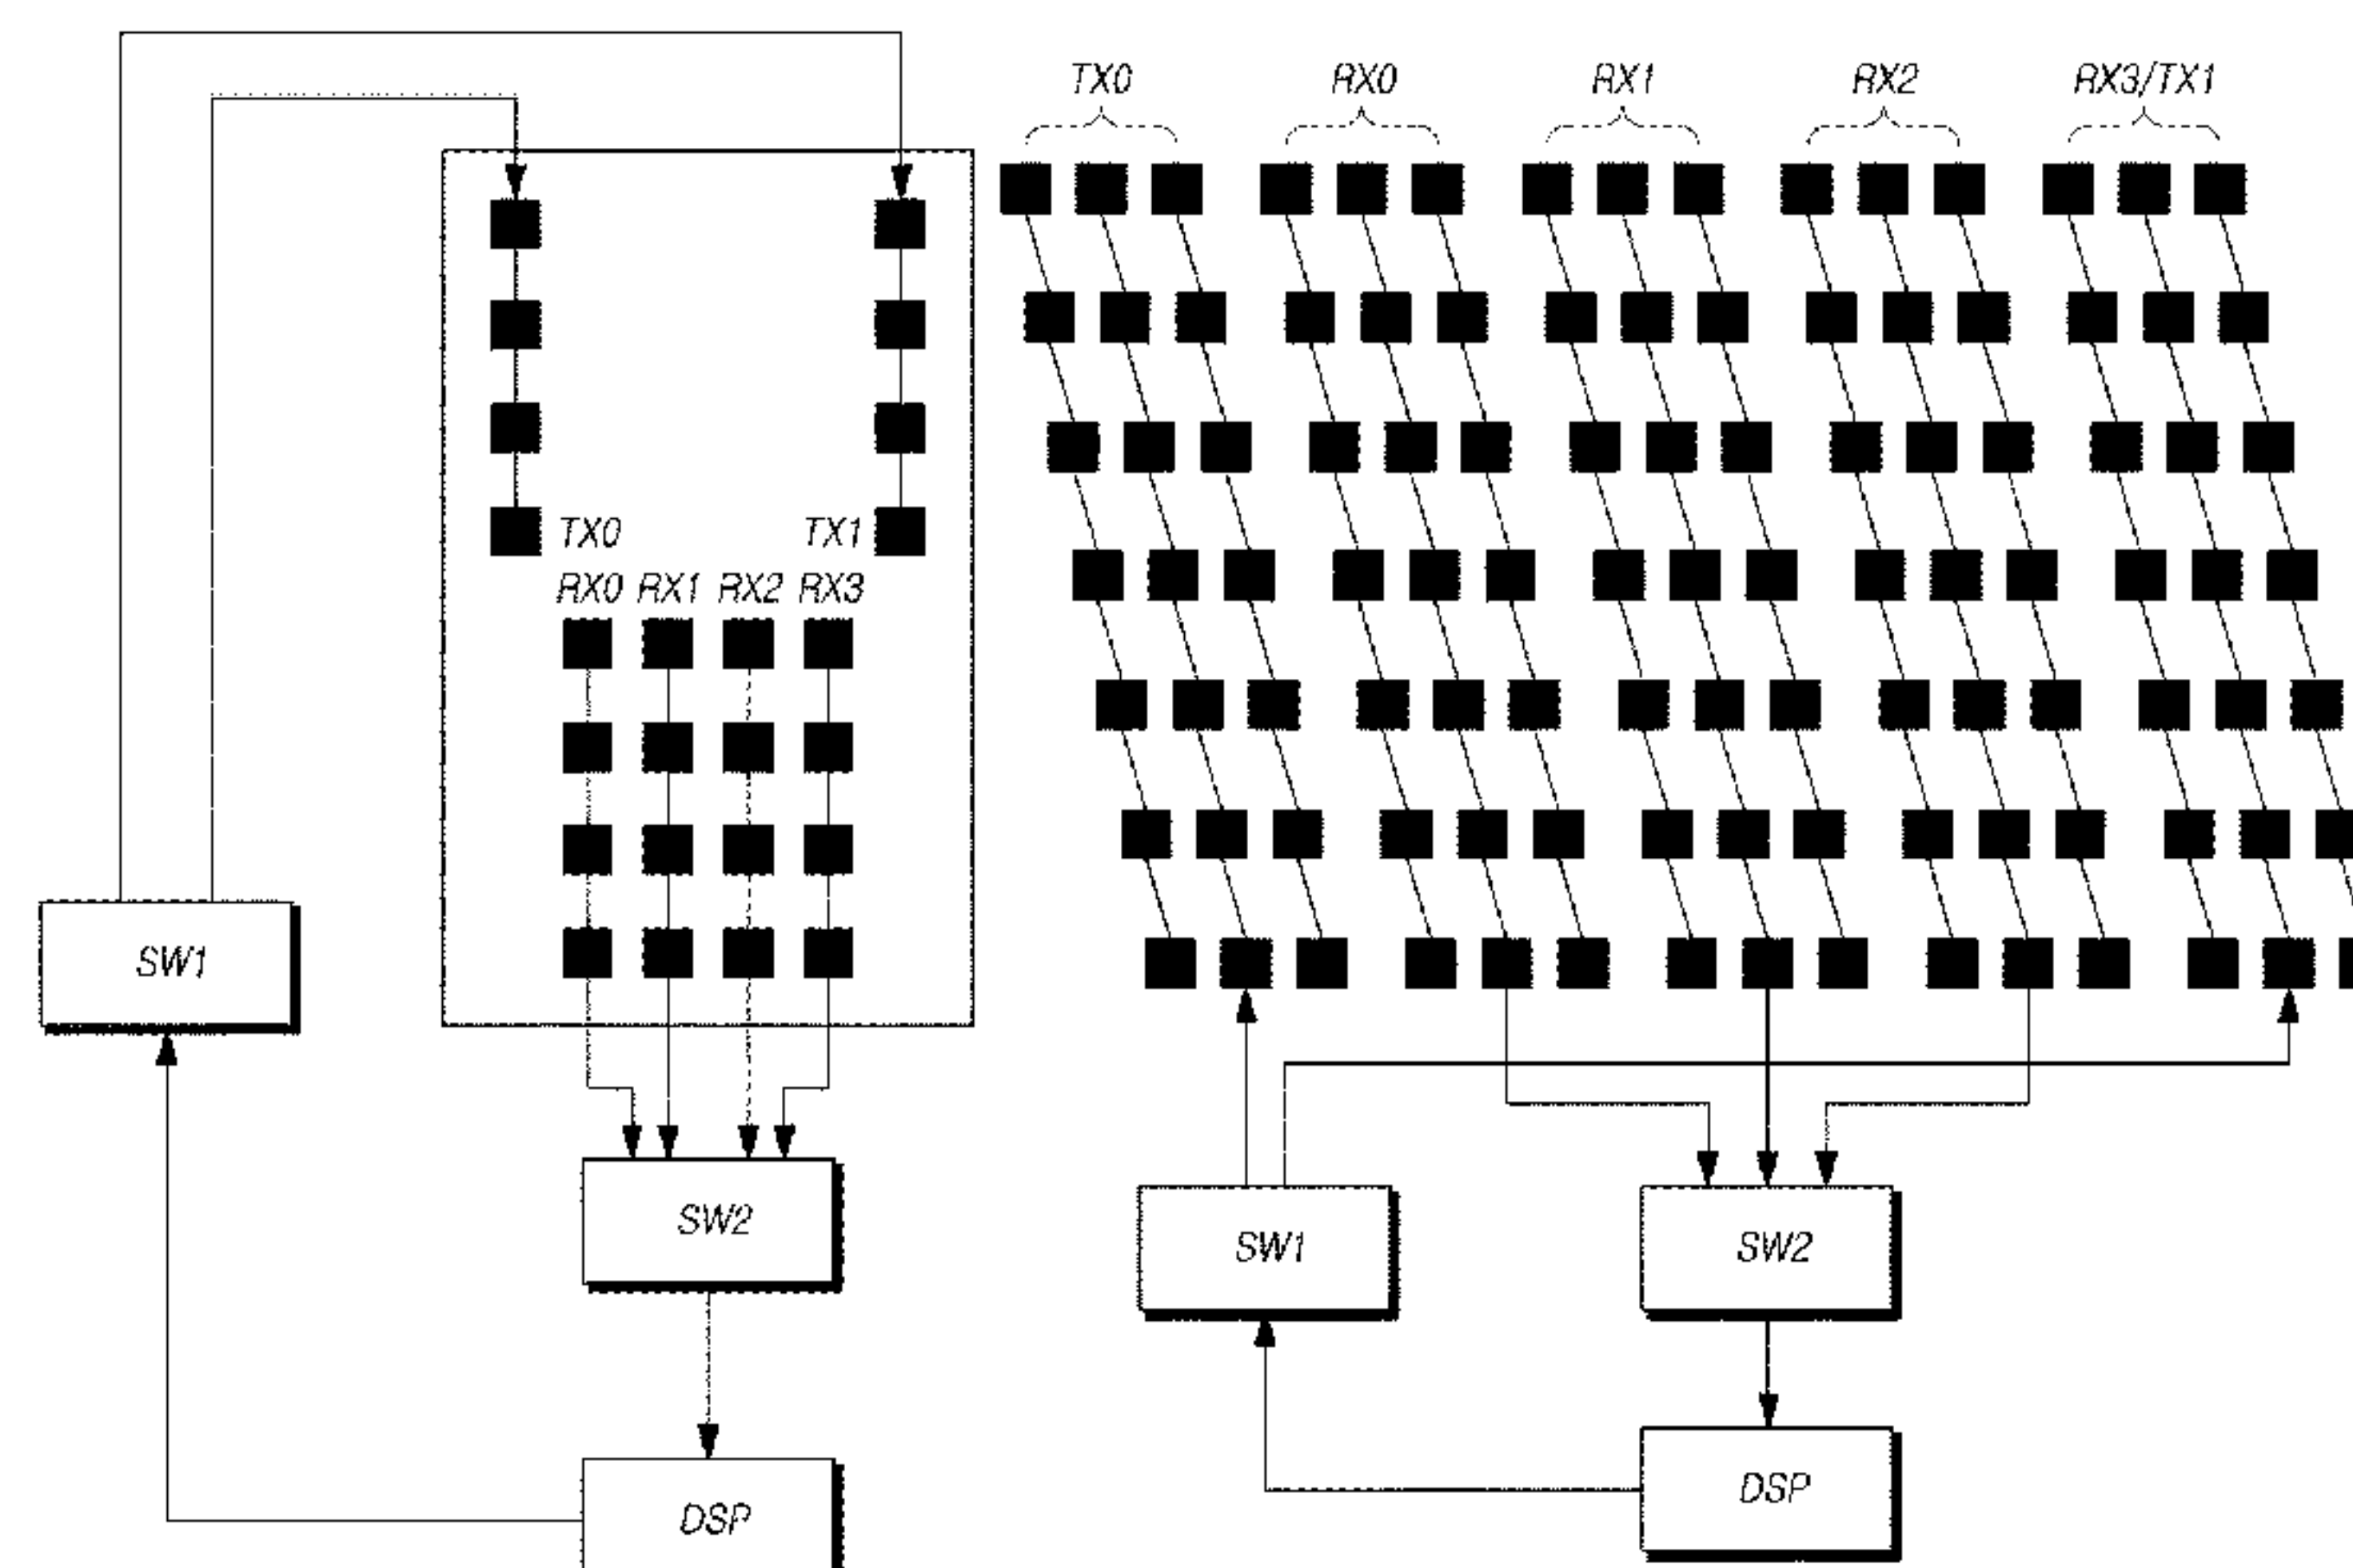 TX0 RX0 RX1 RX2 RX3/TX1
TX0 TX1
RX0 RX1 RX2 RX3
SW1
SW2
DSP
SW1 SW2
DSP